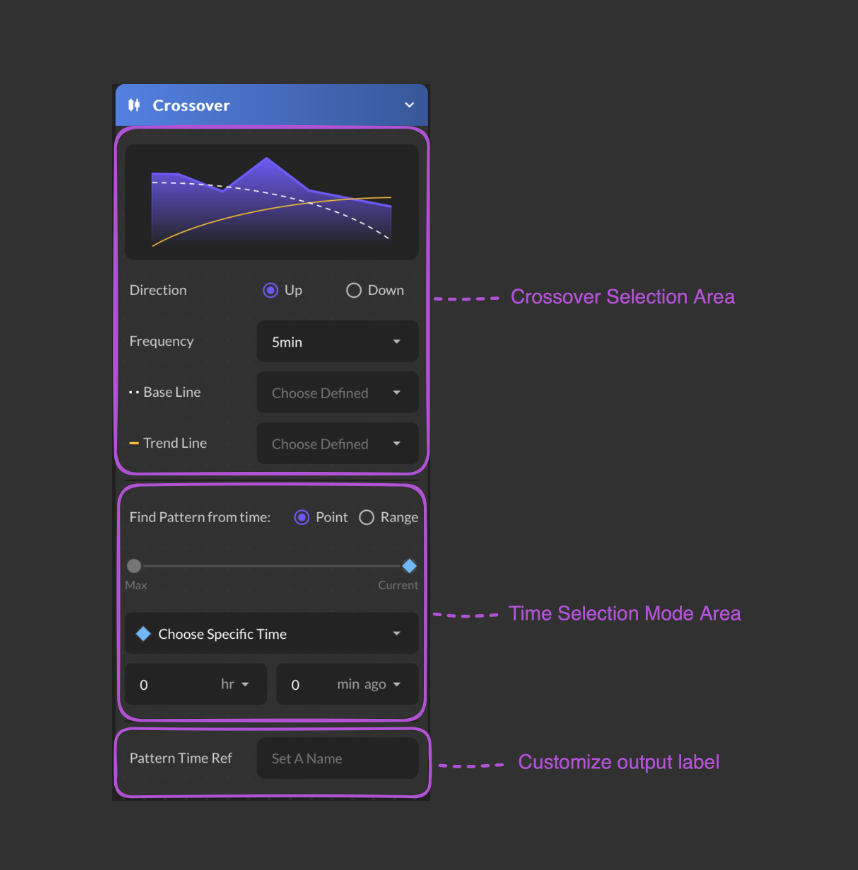 Crossover
Direction Up Down
Crossover Selection Area
Frequency 5min
Base Line Choose Defined
Trend Line Choose Defined
Find Pattern from time: Point Range
Max Current
Time Selection Mode Area
Choose Specific Time
0 hr 0 min ago
Pattern Time Ref Set A Name
Customize output label